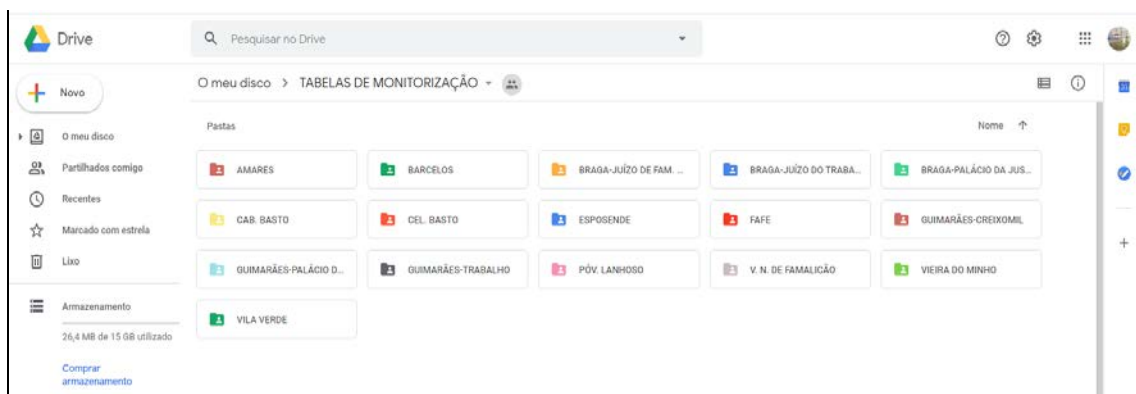 Drive
Pesquisar no Drive
Novo
O meu disco > TABELAS DE MONITORIZAÇÃO
O meu disco
Partilhados comigo
Recentes
Marcado com estrela
Lixo
Armazenamento
26,4 MB de 15 GB utilizado
Comprar
armazenamento
Pastas
Nome
AMARES
BARCELOS
BRAGA-JUÍZO DE FAM. ...
BRAGA-JUÍZO DO TRABA...
BRAGA-PALÁCIO DA JUS...
CAB. BASTO
CEL. BASTO
ESPOSENDE
FAFE
GUIMARÃES-CREIXOMIL
GUIMARÃES-PALÁCIO D...
GUIMARÃES-TRABALHO
PÓV. LANHOSO
V. N. DE FAMALICÃO
VIEIRA DO MINHO
VILA VERDE
31